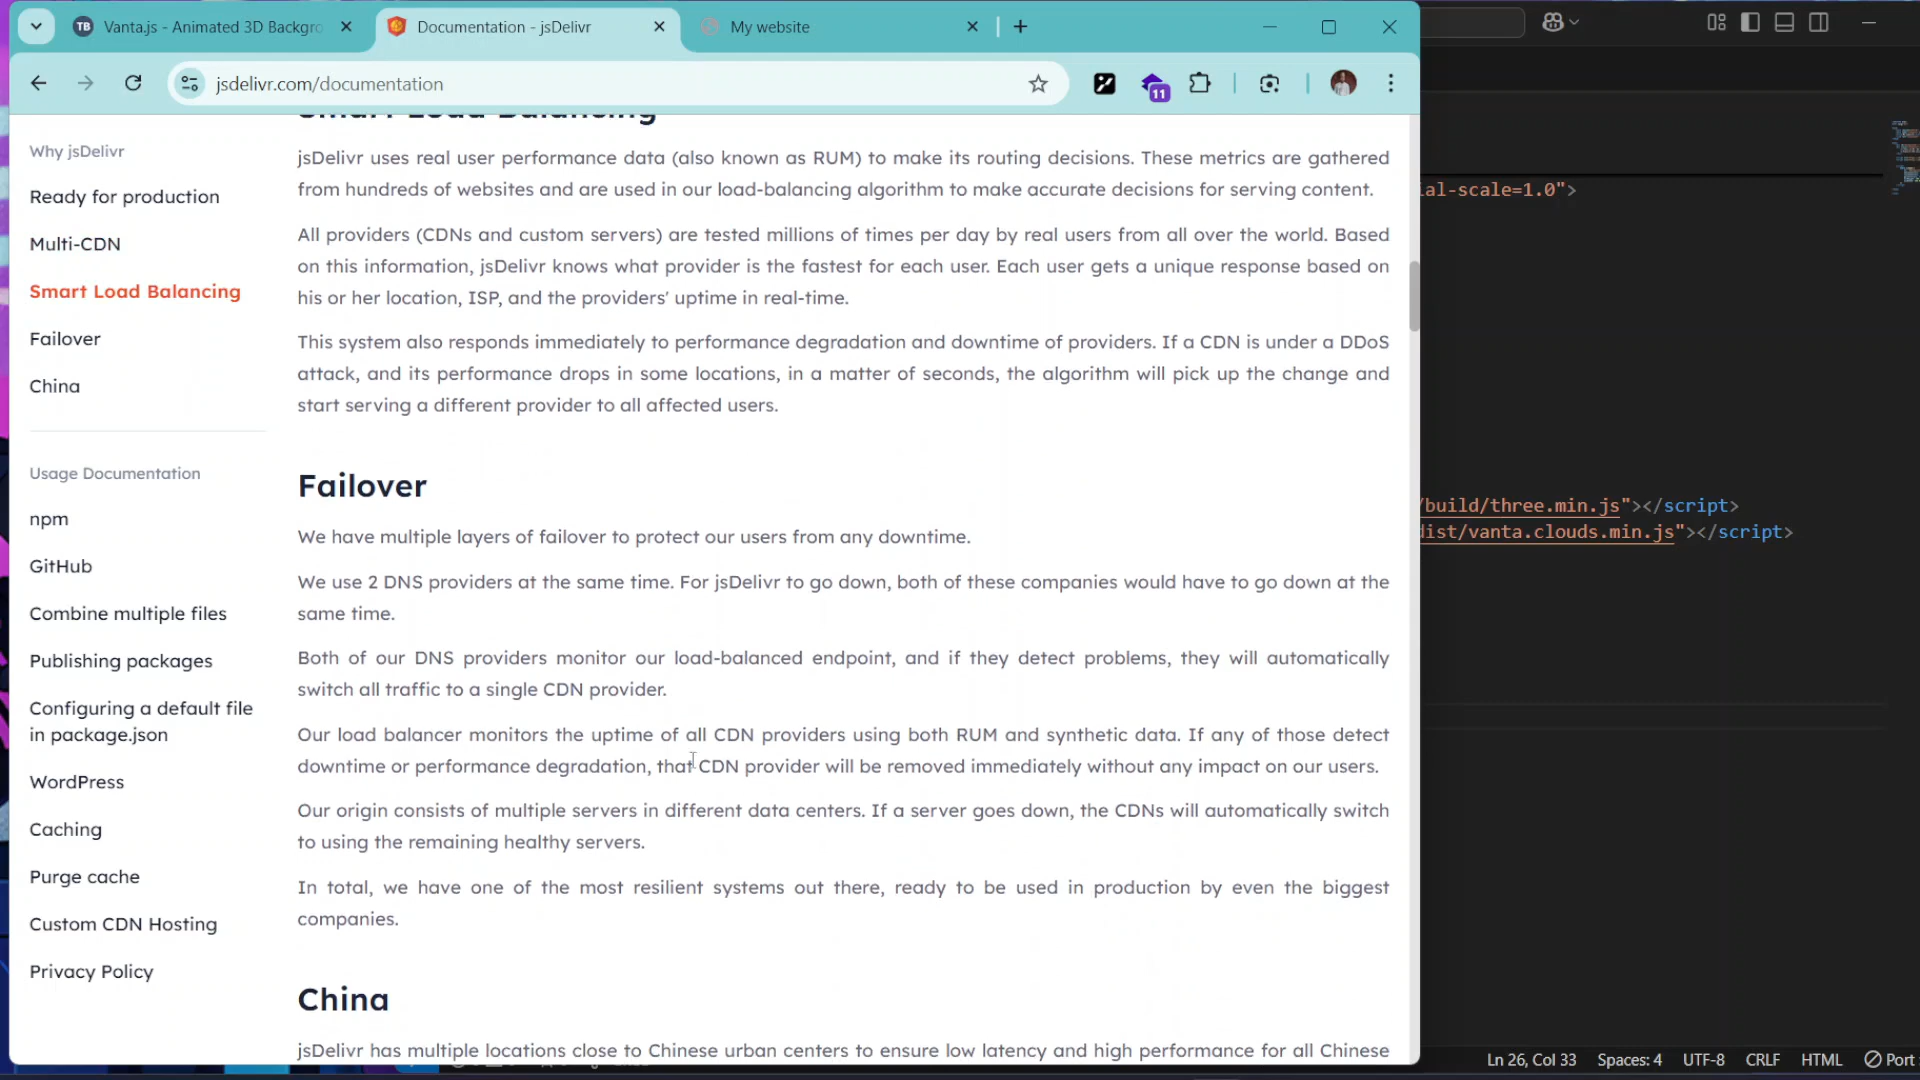 TB Vanta.js - Animated 3D Backgro
Documentation - jsDelivr
My website
jsdelivr.com/documentation
11
Smart Load Balancing
Why jsDelivr
Ready for production
Multi-CDN
Smart Load Balancing
Failover
China
Usage Documentation
npm
GitHub
Combine multiple files
Publishing packages
Configuring a default file
in package.json
WordPress
Caching
Purge cache
Custom CDN Hosting
Privacy Policy
jsDelivr uses real user performance data (also known as RUM) to make its routing decisions. These metrics are gathered
from hundreds of websites and are used in our load-balancing algorithm to make accurate decisions for serving content.
All providers (CDNs and custom servers) are tested millions of times per day by real users from all over the world. Based
on this information, jsDelivr knows what provider is the fastest for each user. Each user gets a unique response based on
his or her location, ISP, and the providers' uptime in real-time.
This system also responds immediately to performance degradation and downtime of providers. If a CDN is under a DDoS
attack, and its performance drops in some locations, in a matter of seconds, the algorithm will pick up the change and
start serving a different provider to all affected users.
Failover
We have multiple layers of failover to protect our users from any downtime.
We use 2 DNS providers at the same time. For jsDelivr to go down, both of these companies would have to go down at the
same time.
Both of our DNS providers monitor our load-balanced endpoint, and if they detect problems, they will automatically
switch all traffic to a single CDN provider.
Our load balancer monitors the uptime of all CDN providers using both RUM and synthetic data. If any of those detect
downtime or performance degradation, that CDN provider will be removed immediately without any impact on our users.
Our origin consists of multiple servers in different data centers. If a server goes down, the CDNs will automatically switch
to using the remaining healthy servers.
In total, we have one of the most resilient systems out there, ready to be used in production by even the biggest
companies.
China
jsDelivr has multiple locations close to Chinese urban centers to ensure low latency and high performance for all Chinese
ial-scale=1.0">
/build/three.min.js"></script>
dist/vanta.clouds.min.js"></script>
Ln 26, Col 33 Spaces: 4 UTF-8 CRLF HTML Port